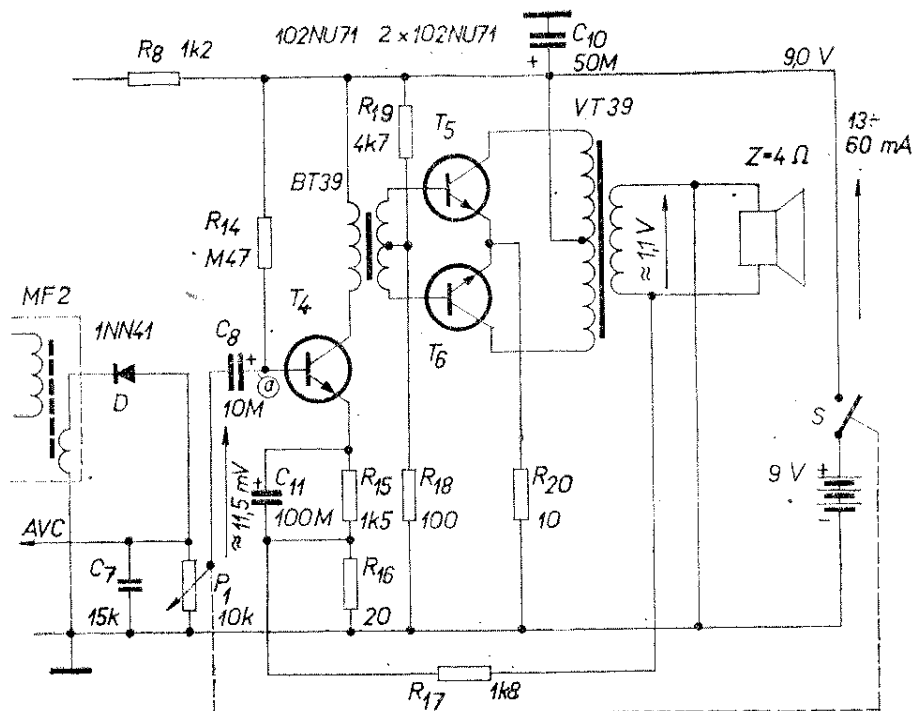 102NU71 2 × 102NU71
C10
50M
R8 1k2
9,0 V
R19
4k7
T5
VT39
13÷
60 mA
Z=4 Ω
BT39
R14
M47
≈ 1,1 V
MF2
1NN41
T4
C8
T6
D
a
10M
S
≈ 11,5 mV
C11
100M
R15
1k5
R18
100
R20
10
9 V
AVC
C7
15k
P1
10k
R16
20
R17 1k8